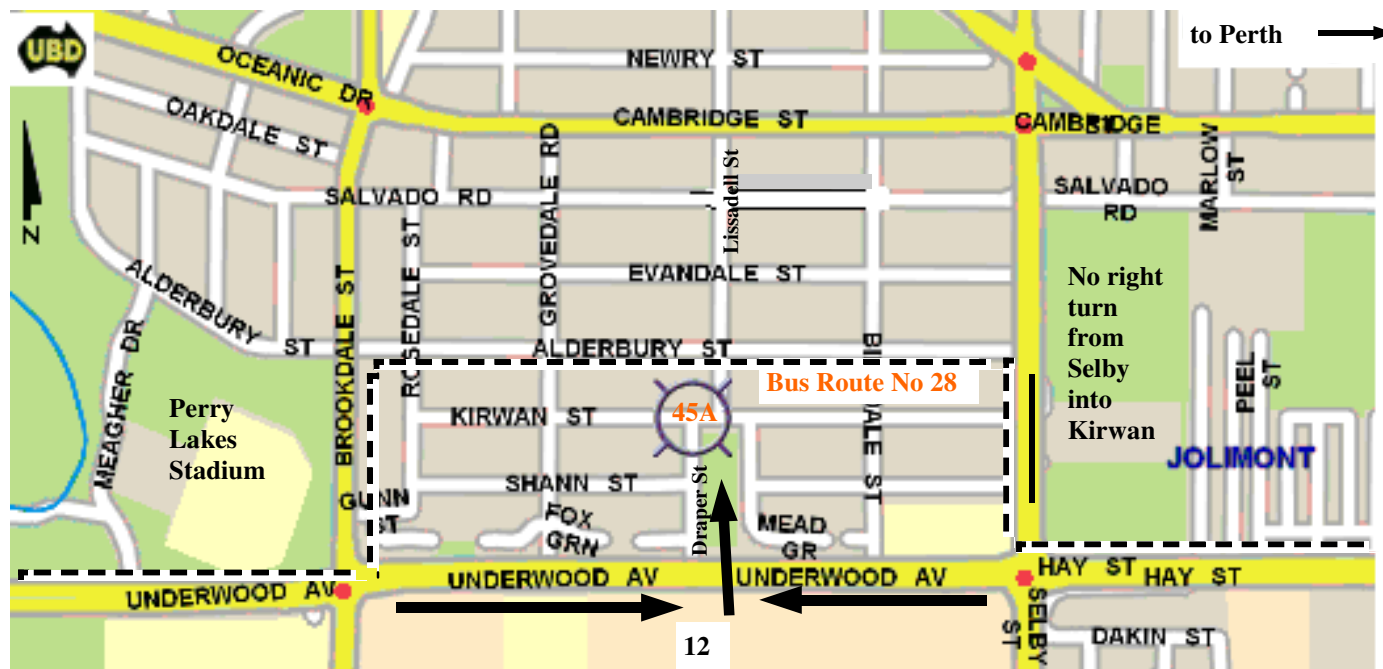 UBD
to Perth
OCEANIC DR
NEWRY ST
OAKDALE ST
CAMBRIDGE ST
CAMBRIDGE
GROVEDALE RD
Lissadell St
MARLOW ST
SALVADO RD
SALVADO
RD
N
ALDERBURY ST
EVANDALE ST
BROOKDALE ST
ROSEDALE ST
MEAGHER DR
ALDERBURY ST
No right
turn
from
Selby
into
Kirwan
Bus Route No 28
Perry
Lakes
Stadium
KIRWAN ST
45A
PEEL ST
JOLIMONT
SHANN ST
GUNN
ST
FOX
GRN
Draper St
MEAD
GR
UNDERWOOD AV
UNDERWOOD AV
UNDERWOOD AV
HAY ST
HAY ST
SELBY ST
DAKIN ST
12